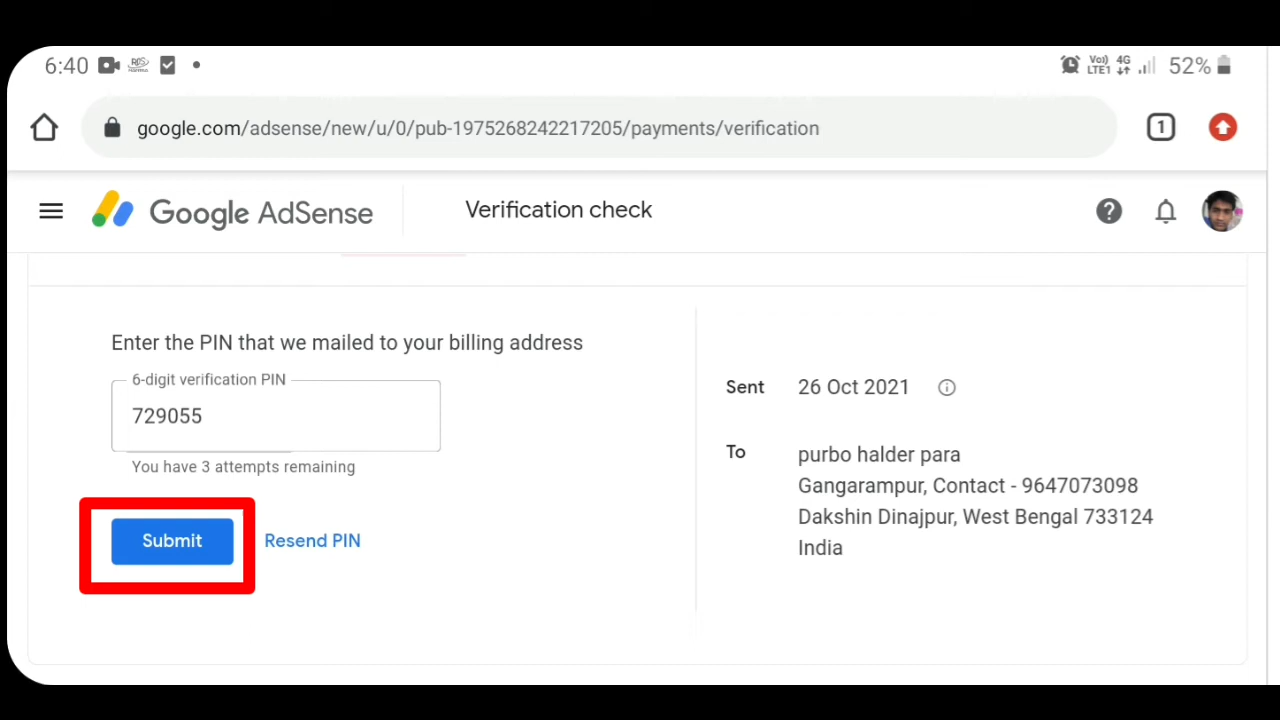 6:40
Vo)) LTE1 4G 52%
google.com/adsense/new/u/0/pub-1975268242217205/payments/verification
1
Google AdSense
Verification check
Enter the PIN that we mailed to your billing address
6-digit verification PIN
729055
You have 3 attempts remaining
Submit
Resend PIN
Sent 26 Oct 2021
To purbo halder para
Gangarampur, Contact - 9647073098
Dakshin Dinajpur, West Bengal 733124
India